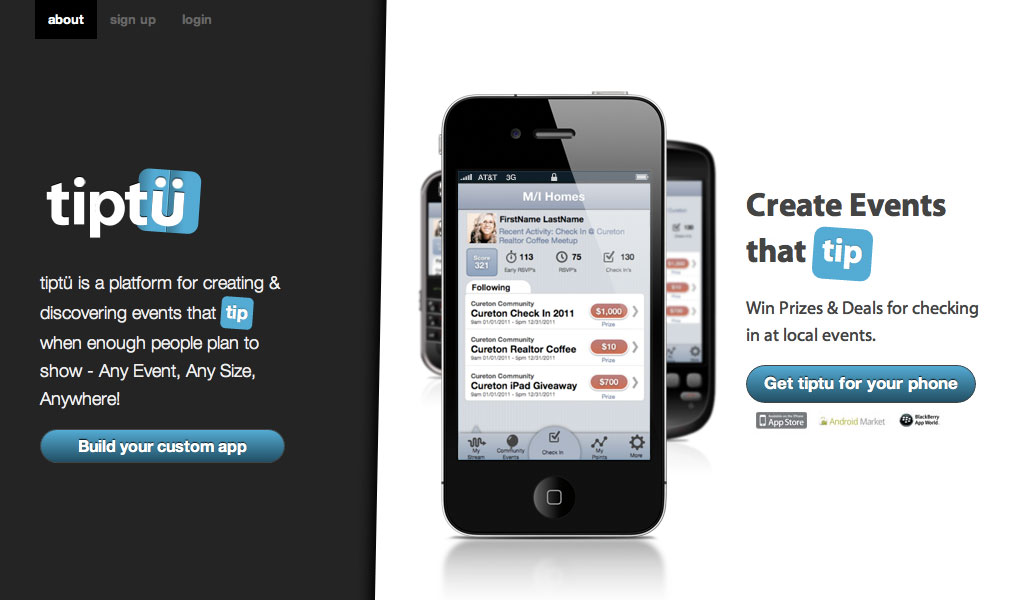 about sign up login
tiptü
tiptü is a platform for creating &
discovering events that tip
when enough people plan to
show - Any Event, Any Size,
Anywhere!
Build your custom app
AT&T 3G
M/I Homes
FirstName LastName
Recent Activity: Check In @ Cureton
Realtor Coffee Meetup
Score
321
113
Early RSVP's
75
RSVP's
130
Check In's
Following
Cureton Community
Cureton Check In 2011
9am 01/01/2011 - 5pm 12/31/2011
$1,000
Prize
Cureton Community
Cureton Realtor Coffee
9am 01/01/2011 - 5pm 12/31/2011
$10
Prize
Cureton Community
Cureton iPad Giveaway
9am 01/01/2011 - 5pm 12/31/2011
$700
Prize
My
Stream
Community
Events
Check In
My
Points
More
Create Events
that tip
Win Prizes & Deals for checking
in at local events.
Get tiptu for your phone
Available on the iPhone
App Store
Android Market
BlackBerry
App World